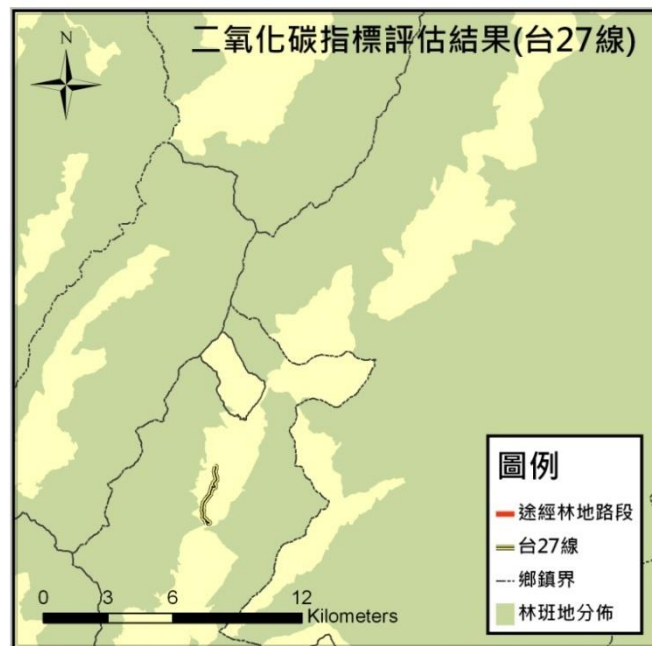 二氧化碳指標評估結果(台27線)
N
圖例
途經林地路段
台27線
鄉鎮界
林班地分佈
0 3 6 12
Kilometers